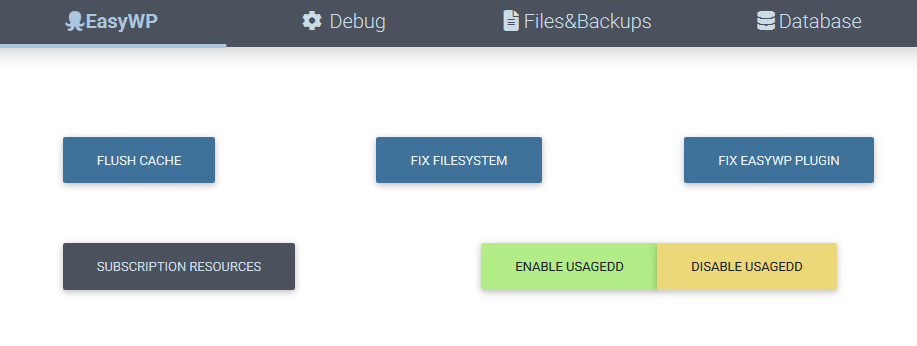 EasyWP Debug Files&Backups Database
FLUSH CACHE FIX FILESYSTEM FIX EASYWP PLUGIN
SUBSCRIPTION RESOURCES ENABLE USAGEDD DISABLE USAGEDD